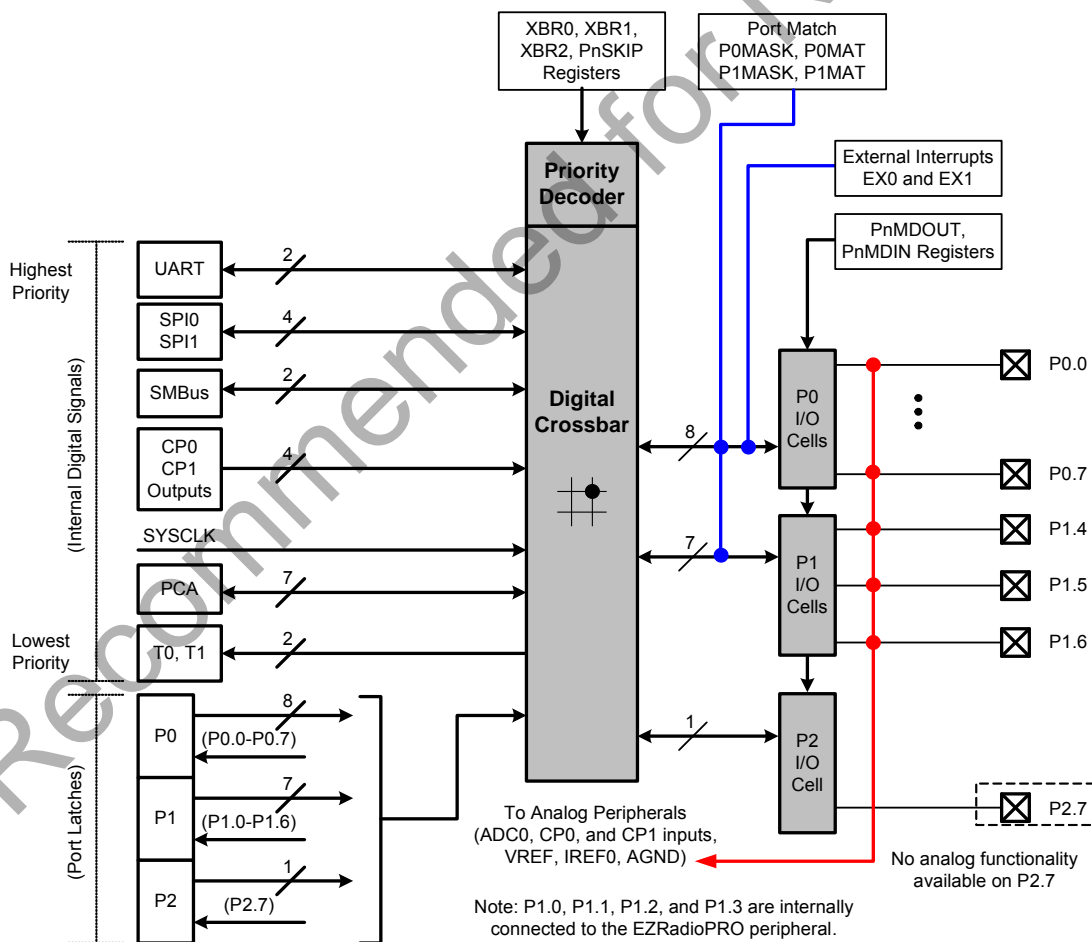 XBR0, XBR1,
XBR2, PnSKIP
Registers
Port Match
P0MASK, P0MAT
P1MASK, P1MAT
External Interrupts
EX0 and EX1
PnMDOUT,
PnMDIN Registers
Priority
Decoder
Digital
Crossbar
Highest
Priority
(Internal Digital Signals)
Lowest
Priority
(Port Latches)
UART
2
SPI0
SPI1
4
SMBus
2
CP0
CP1
Outputs
4
SYSCLK
PCA
7
T0, T1
2
P0
8
(P0.0-P0.7)
P1
7
(P1.0-P1.6)
P2
1
(P2.7)
8
7
1
P0
I/O
Cells
P1
I/O
Cells
P2
I/O
Cell
P0.0
P0.7
P1.4
P1.5
P1.6
P2.7
To Analog Peripherals
(ADC0, CP0, and CP1 inputs,
VREF, IREF0, AGND)
No analog functionality
available on P2.7
Note: P1.0, P1.1, P1.2, and P1.3 are internally
connected to the EZRadioPRO peripheral.
Recommended for